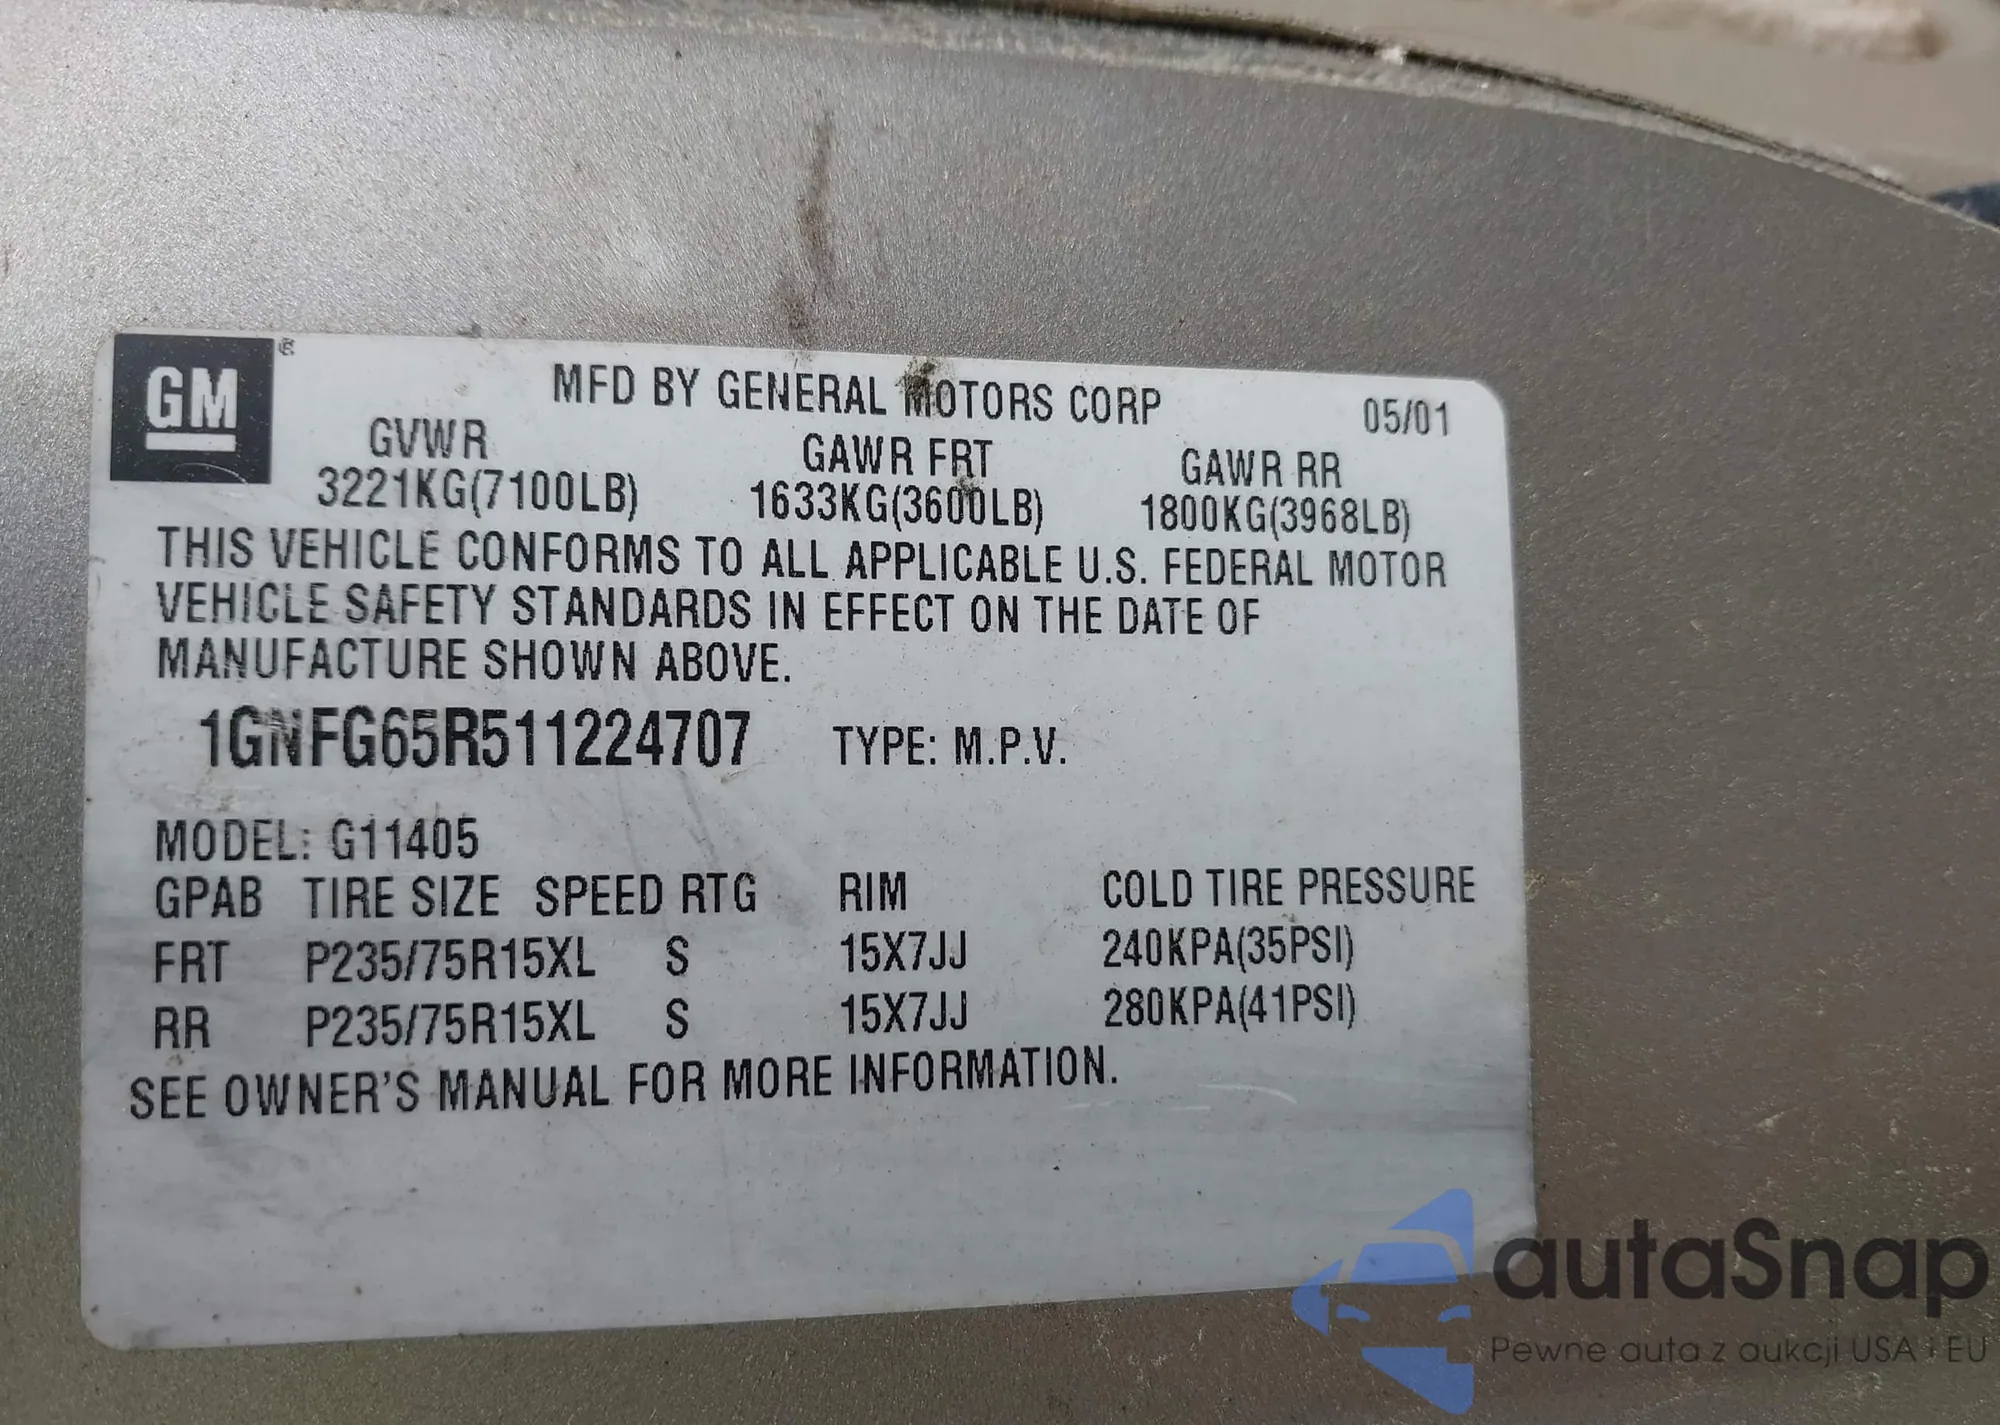 GM
MFD BY GENERAL MOTORS CORP 05/01
GVWR GAWR FRT GAWR RR
3221KG(7100LB) 1633KG(3600LB) 1800KG(3968LB)
THIS VEHICLE CONFORMS TO ALL APPLICABLE U.S. FEDERAL MOTOR
VEHICLE SAFETY STANDARDS IN EFFECT ON THE DATE OF
MANUFACTURE SHOWN ABOVE.
1GNFG65R511224707 TYPE: M.P.V.
MODEL: G11405
GPAB TIRE SIZE SPEED RTG RIM COLD TIRE PRESSURE
FRT P235/75R15XL S 15X7JJ 240KPA(35PSI)
RR P235/75R15XL S 15X7JJ 280KPA(41PSI)
SEE OWNER'S MANUAL FOR MORE INFORMATION.
autaSnap
Pewne auta z aukcji USA i EU